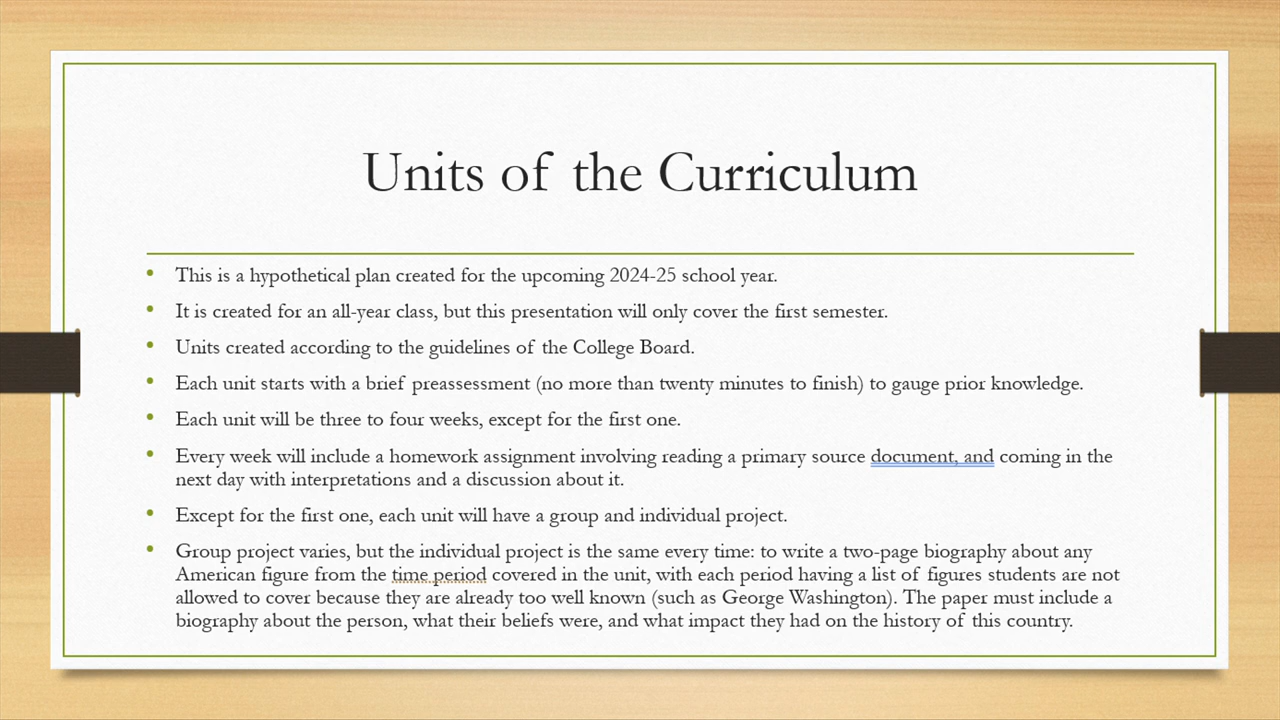 Units of the Curriculum
• This is a hypothetical plan created for the upcoming 2024-25 school year.
• It is created for an all-year class, but this presentation will only cover the first semester.
• Units created according to the guidelines of the College Board.
• Each unit starts with a brief preassessment (no more than twenty minutes to finish) to gauge prior knowledge.
• Each unit will be three to four weeks, except for the first one.
• Every week will include a homework assignment involving reading a primary source document, and coming in the
next day with interpretations and a discussion about it.
• Except for the first one, each unit will have a group and individual project.
• Group project varies, but the individual project is the same every time: to write a two-page biography about any
American figure from the time period covered in the unit, with each period having a list of figures students are not
allowed to cover because they are already too well known (such as George Washington). The paper must include a
biography about the person, what their beliefs were, and what impact they had on the history of this country.